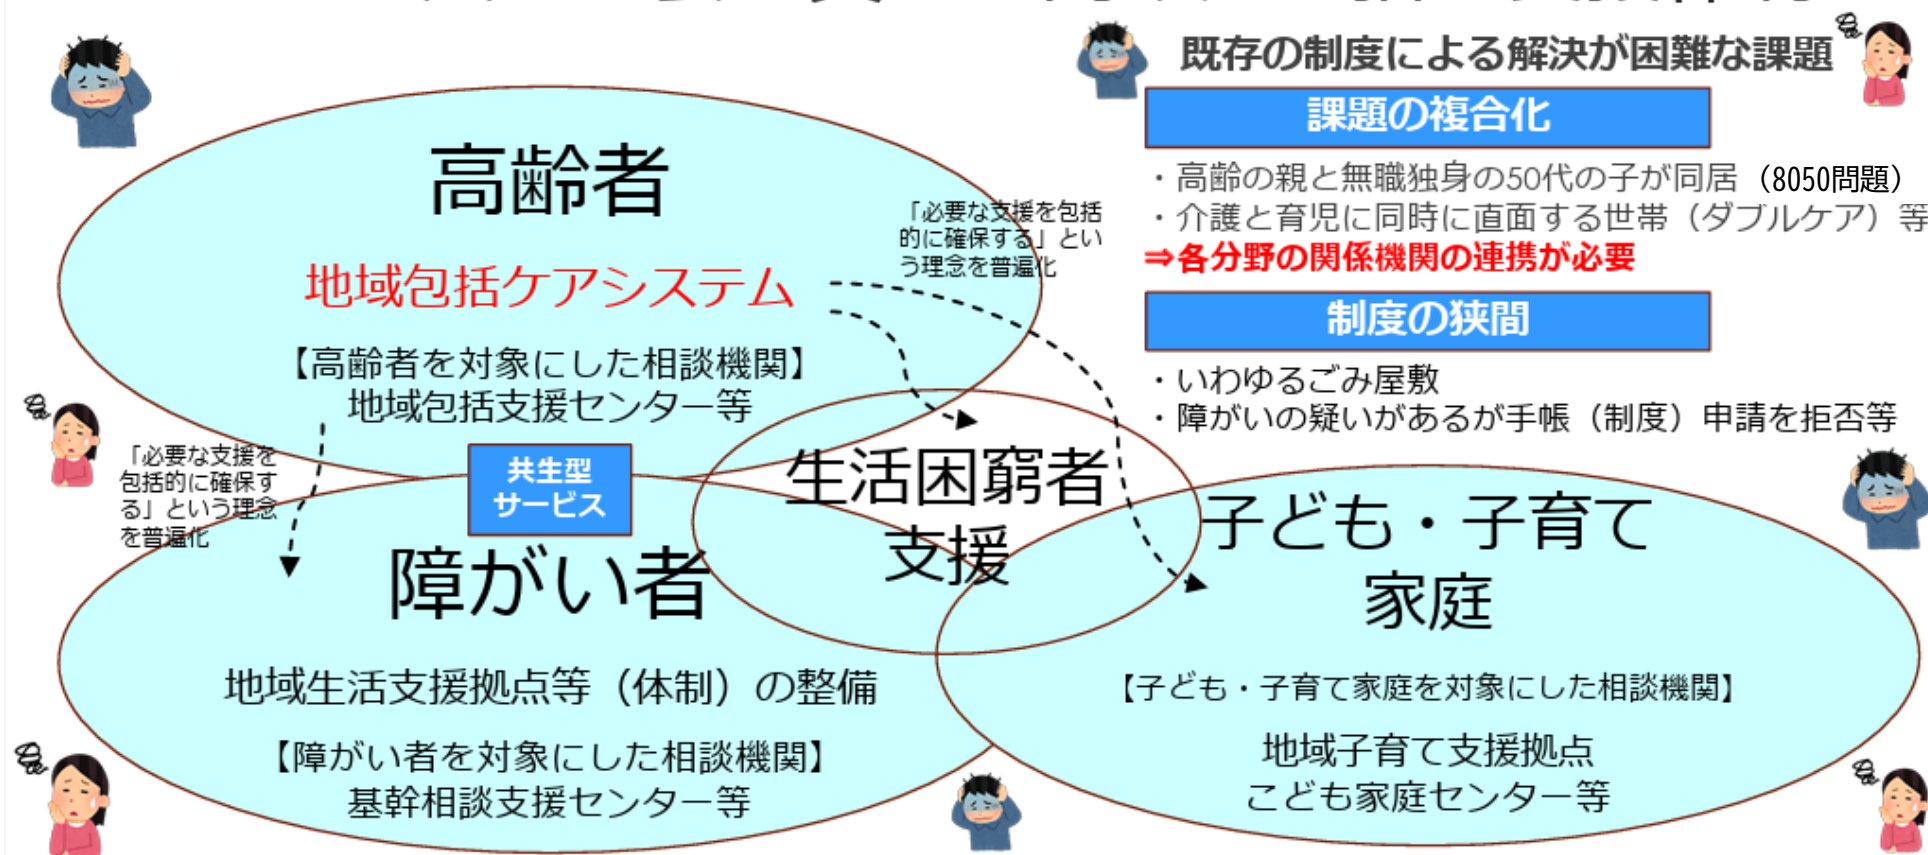 既存の制度による解決が困難な課題
課題の複合化
・高齢の親と無職独身の50代の子が同居（8050問題）
・介護と育児に同時に直面する世帯（ダブルケア）等
⇒各分野の関係機関の連携が必要
制度の狭間
・いわゆるごみ屋敷
・障がいの疑いがあるが手帳（制度）申請を拒否等
高齢者
地域包括ケアシステム
【高齢者を対象にした相談機関】
地域包括支援センター等
「必要な支援を包括
的に確保する」とい
う理念を普遍化
「必要な支援を
包括的に確保す
る」という理念
を普遍化
共生型
サービス
生活困窮者
支援
障がい者
地域生活支援拠点等（体制）の整備
【障がい者を対象にした相談機関】
基幹相談支援センター等
子ども・子育て
家庭
【子ども・子育て家庭を対象にした相談機関】
地域子育て支援拠点
こども家庭センター等